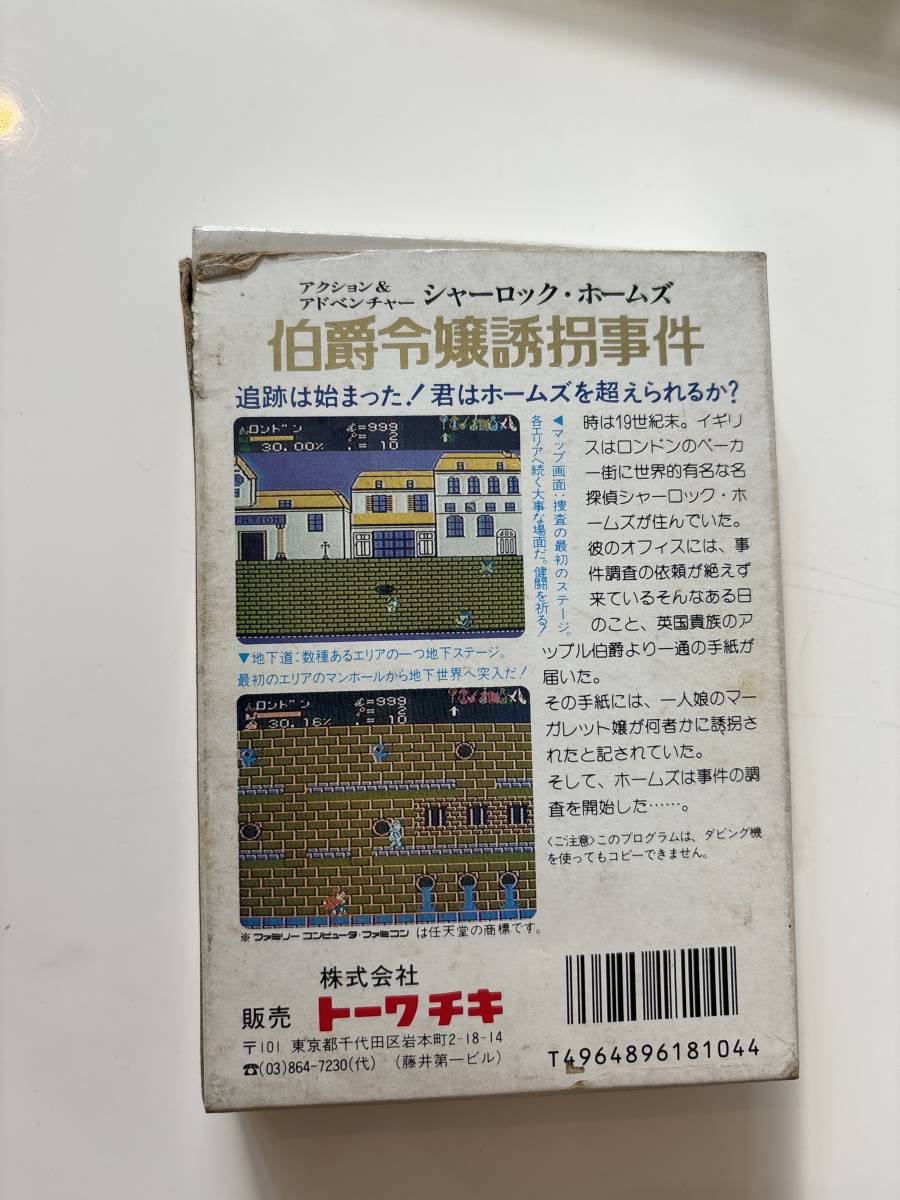 アクション&
アドベンチャー シャーロック・ホームズ
伯爵令嬢誘拐事件
追跡は始まった!君はホームズを超えられるか?
ロンドン =999
= 2
30.00% = 10
TATION
◀マップ画面:捜査の最初のステージ。
各エリアへ続く大事な場面だ。健闘を祈る!
▼地下道:数種あるエリアの一つ地下ステージ。
最初のエリアのマンホールから地下世界へ突入だ!
ロンドン =999
= 2
30.16% = 10
※ファミリーコンピュータ・ファミコンは任天堂の商標です。
時は19世紀末。イギリ
スはロンドンのベーカ
ー街に世界的有名な名
探偵シャーロック・ホ
ームズが住んでいた。
彼のオフィスには、事
件調査の依頼が絶えず
来ているそんなある日
のこと、英国貴族のア
ップル伯爵より一通の手紙が
届いた。
その手紙には、一人娘のマー
ガレット嬢が何者かに誘拐さ
れたと記されていた。
そして、ホームズは事件の調
査を開始した……。
〈ご注意〉このプログラムは、ダビング機
を使ってもコピーできません。
株式会社
販売 トーワチキ
〒101 東京都千代田区岩本町2-18-14
☎(03)864-7230(代) (藤井第一ビル)
T4964896181044